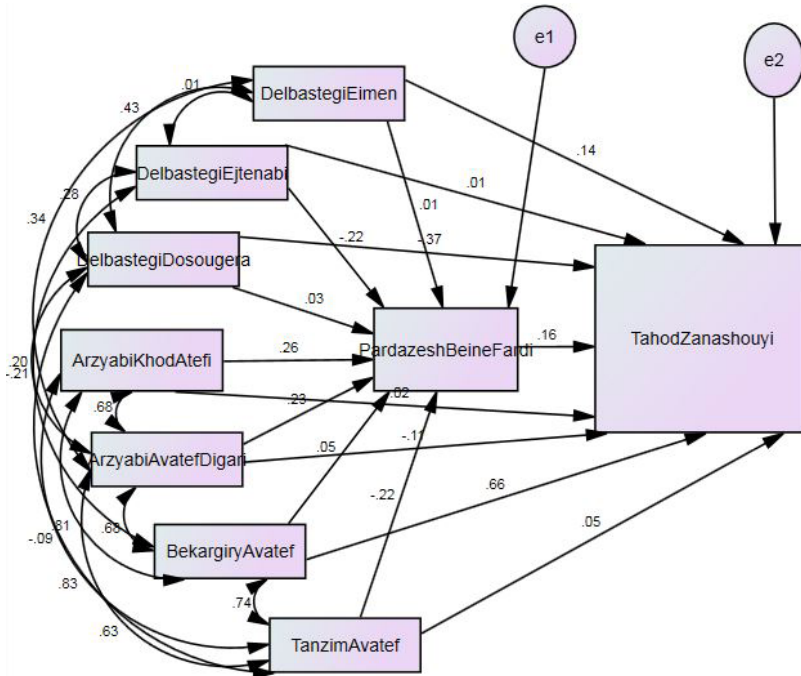 e1
e2
.01
DelbastegiEimen
.43
.14
DelbastegiEjtenabi
.01
.28
.34
.01
-.22
-.37
DelbastegiDosougera
.03
TahodZanashouyi
PardazeshBeineFardi
.16
ArzyabiKhodAtefi
.26
.20
-.21
.02
.23
.68
-.11
ArzyabiAvatefDigari
.05
.66
-.22
.68
.81
-.09
BekargiryAvatef
.05
.83
.74
.63
TanzimAvatef